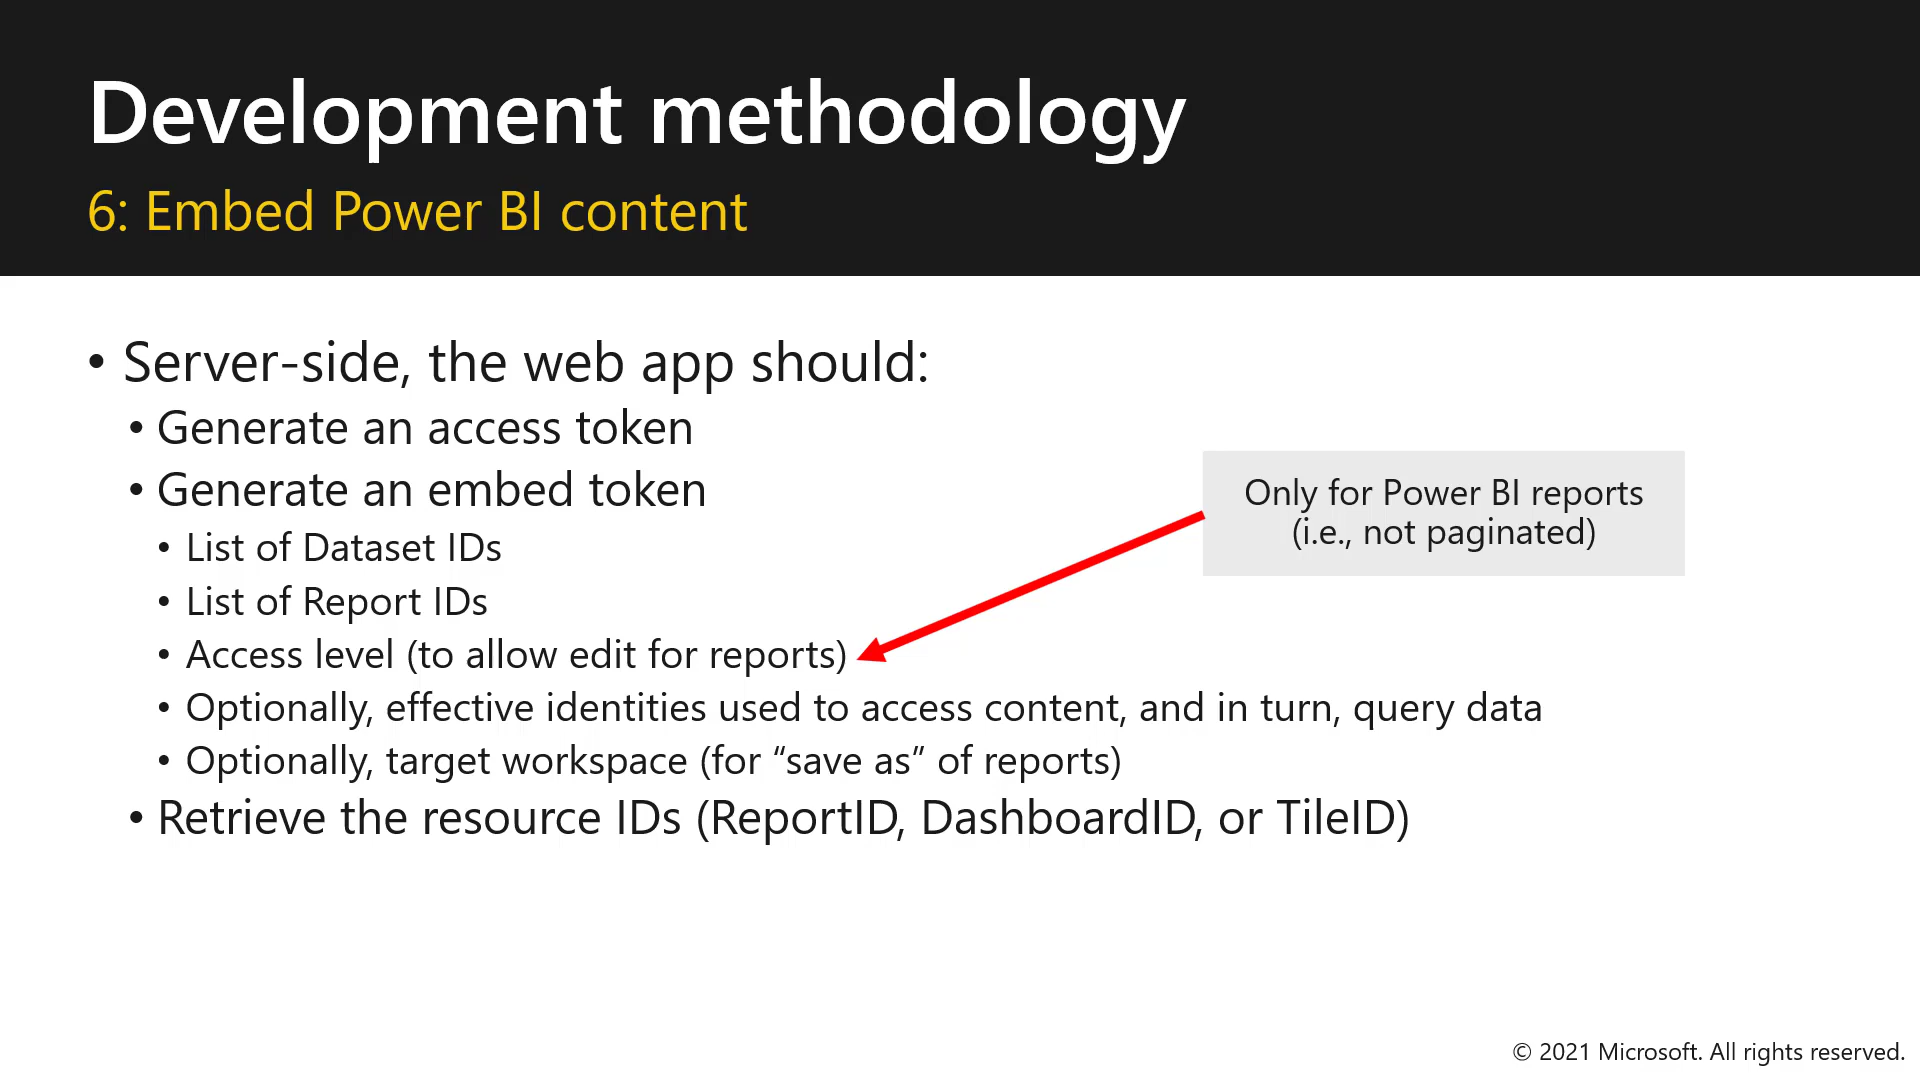 Development methodology
6: Embed Power BI content
• Server-side, the web app should:
• Generate an access token
• Generate an embed token
• List of Dataset IDs
• List of Report IDs
• Access level (to allow edit for reports)
• Optionally, effective identities used to access content, and in turn, query data
• Optionally, target workspace (for “save as” of reports)
• Retrieve the resource IDs (ReportID, DashboardID, or TileID)
Only for Power BI reports
(i.e., not paginated)
© 2021 Microsoft. All rights reserved.